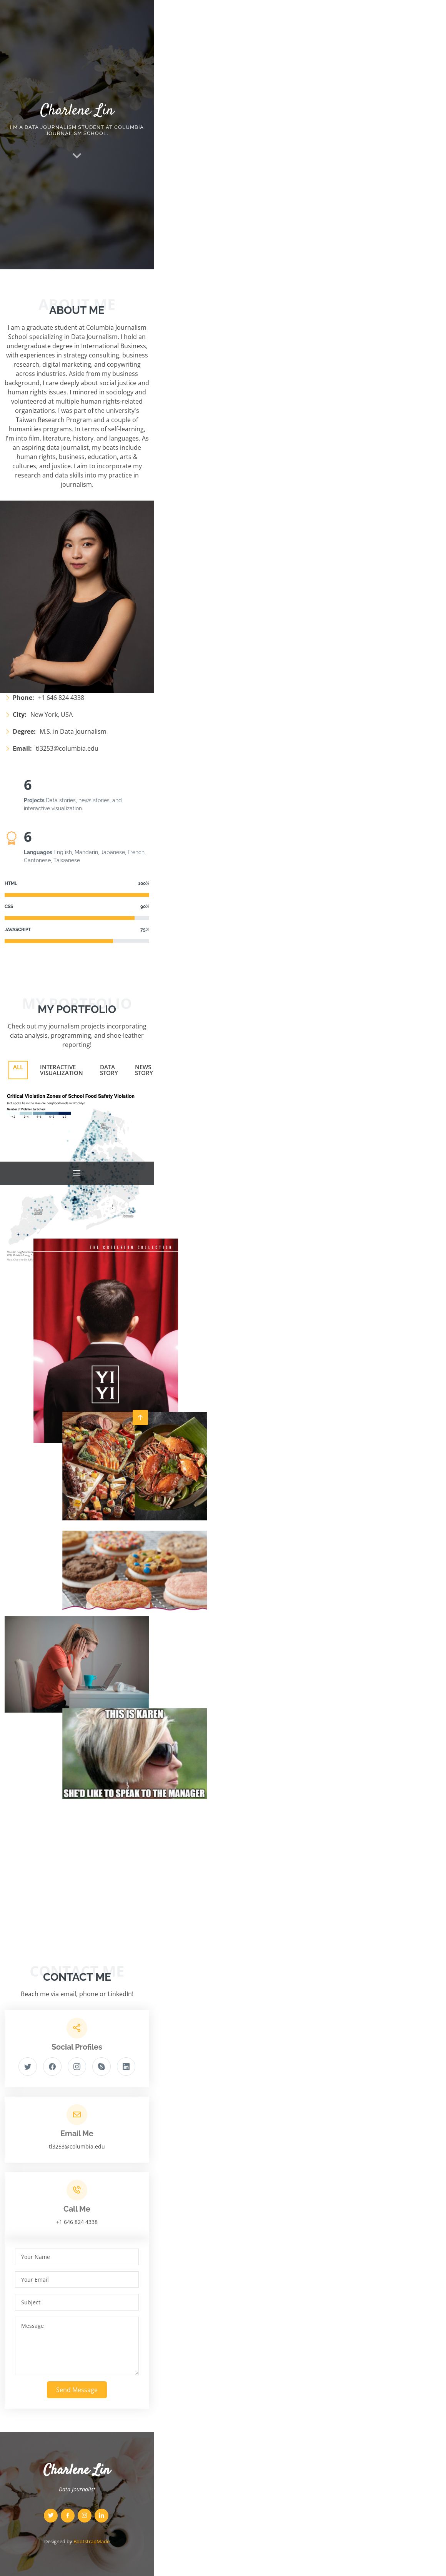 Charlene Lin
I'M A DATA JOURNALISM STUDENT AT COLUMBIA
JOURNALISM SCHOOL.
ABOUT ME
ABOUT ME
I am a graduate student at Columbia Journalism
School specializing in Data Journalism. I hold an
undergraduate degree in International Business,
with experiences in strategy consulting, business
research, digital marketing, and copywriting
across industries. Aside from my business
background, I care deeply about social justice and
human rights issues. I minored in sociology and
volunteered at multiple human rights-related
organizations. I was part of the university's
Taiwan Research Program and a couple of
humanities programs. In terms of self-learning,
I'm into film, literature, history, and languages. As
an aspiring data journalist, my beats include
human rights, business, education, arts &
cultures, and justice. I aim to incorporate my
research and data skills into my practice in
journalism.
Phone: +1 646 824 4338
City: New York, USA
Degree: M.S. in Data Journalism
Email: tl3253@columbia.edu
6
Projects Data stories, news stories, and
interactive visualization
6
Languages English, Mandarin, Japanese, French,
Cantonese, Taiwanese
HTML 100%
CSS 90%
JAVASCRIPT 75%
MY PORTFOLIO
MY PORTFOLIO
Check out my journalism projects incorporating
data analysis, programming, and shoe-leather
reporting!
ALL
INTERACTIVE
VISUALIZATION
DATA
STORY
NEWS
STORY
Critical Violation Zones of School Food Safety Violation
Number of Violation by School
THE CRITERION COLLECTION
YI
YI
THIS IS KAREN
SHE'D LIKE TO SPEAK TO THE MANAGER
CONTACT ME
CONTACT ME
Reach me via email, phone or LinkedIn!
Social Profiles
Email Me
tl3253@columbia.edu
Call Me
+1 646 824 4338
Your Name
Your Email
Subject
Message
Send Message
Charlene Lin
Data Journalist
Designed by BootstrapMade